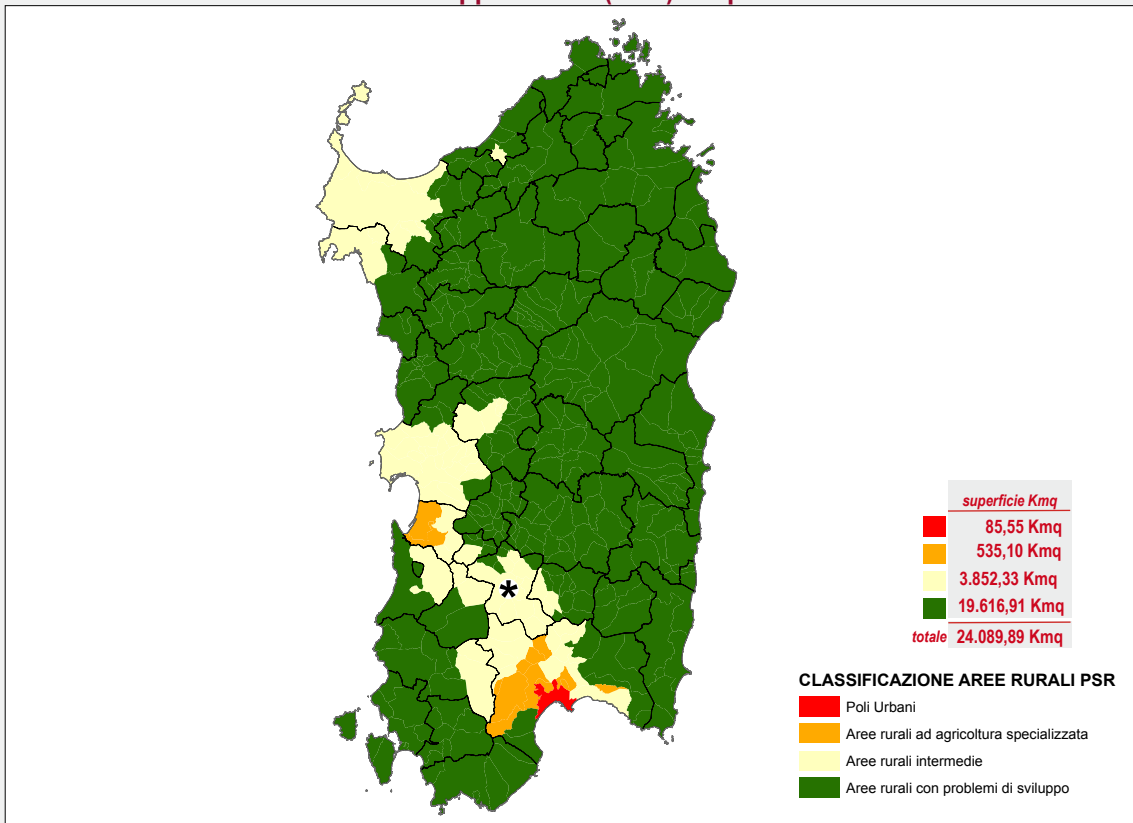 *
superficie Kmq
85,55 Kmq
535,10 Kmq
3.852,33 Kmq
19.616,91 Kmq
totale 24.089,89 Kmq
CLASSIFICAZIONE AREE RURALI PSR
Poli Urbani
Aree rurali ad agricoltura specializzata
Aree rurali intermedie
Aree rurali con problemi di sviluppo